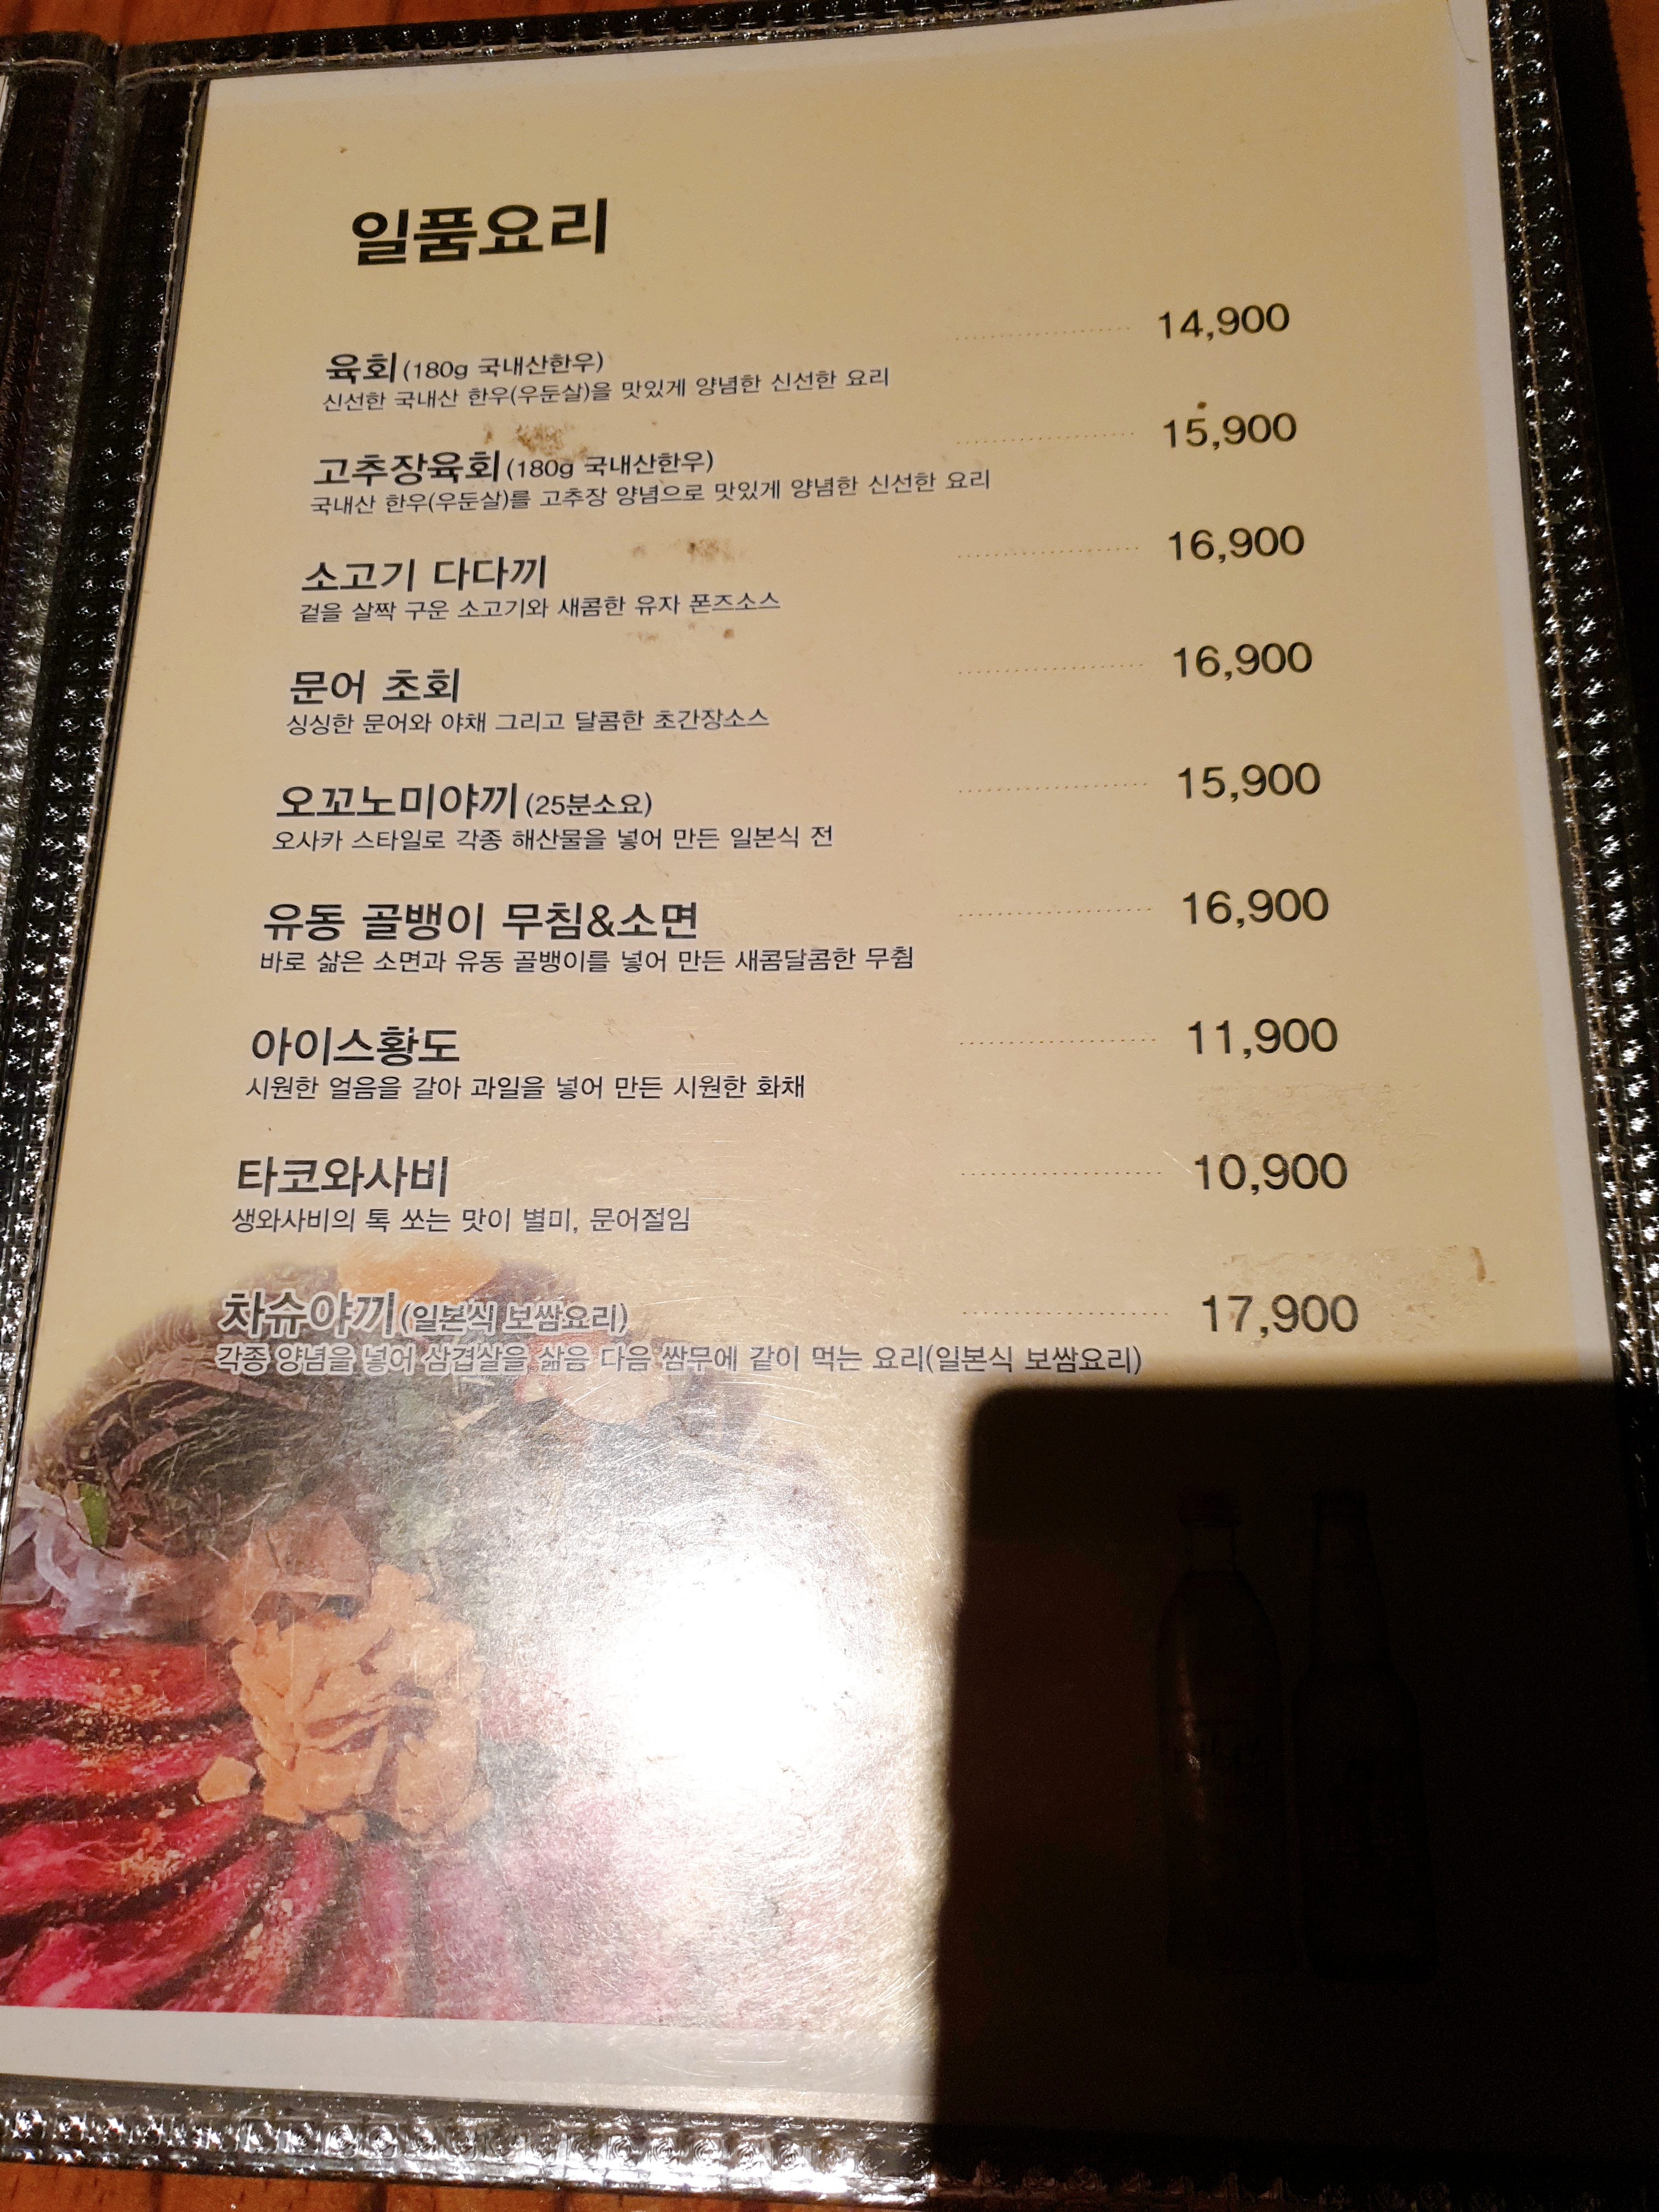 일품요리
육회(180g 국내산한우) 14,900
신선한 국내산 한우(우둔살)을 맛있게 양념한 신선한 요리
고추장육회(180g 국내산한우) 15,900
국내산 한우(우둔살)를 고추장 양념으로 맛있게 양념한 신선한 요리
소고기 다다끼 16,900
겉을 살짝 구운 소고기와 새콤한 유자 폰즈소스
문어 초회 16,900
싱싱한 문어와 야채 그리고 달콤한 초간장소스
오꼬노미야끼(25분소요) 15,900
오사카 스타일로 각종 해산물을 넣어 만든 일본식 전
유동 골뱅이 무침&소면 16,900
바로 삶은 소면과 유동 골뱅이를 넣어 만든 새콤달콤한 무침
아이스황도 11,900
시원한 얼음을 갈아 과일을 넣어 만든 시원한 화채
타코와사비 10,900
생와사비의 톡 쏘는 맛이 별미, 문어절임
차슈야끼(일본식 보쌈요리) 17,900
각종 양념을 넣어 삼겹살을 삶음 다음 쌈무에 같이 먹는 요리(일본식 보쌈요리)